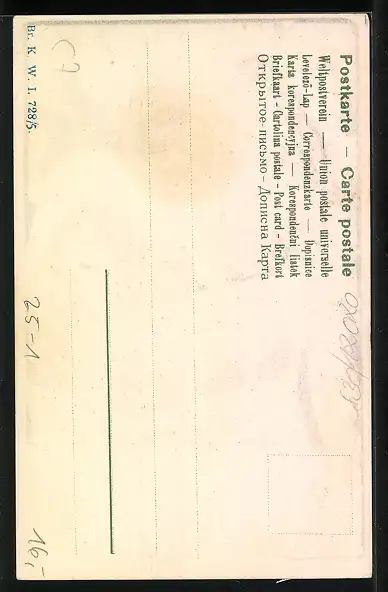 Postkarte — Carte postale
Weltpostverein — Union postale universelle
Levelező-Lap — Correspondenzkarte — Dopisnice
Karta korespondencyjna — Korespondenční lístek
Briefkaart - Cartolina postale - Post card - Brefkort
Открытое письмо - Дописна Карта
Br. K. W. I. 728/5.
25-1
16,-